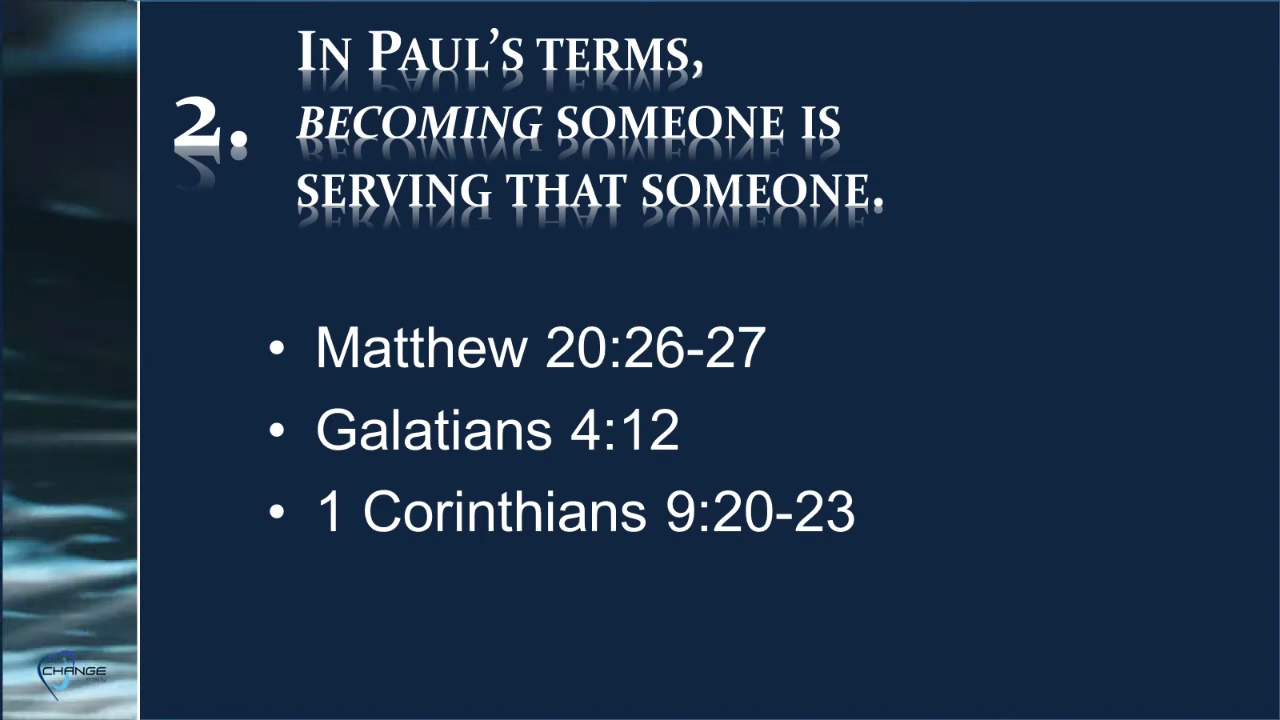 2.
In Paul’s terms,
becoming someone is
serving that someone.
• Matthew 20:26-27
• Galatians 4:12
• 1 Corinthians 9:20-23
CHANGE